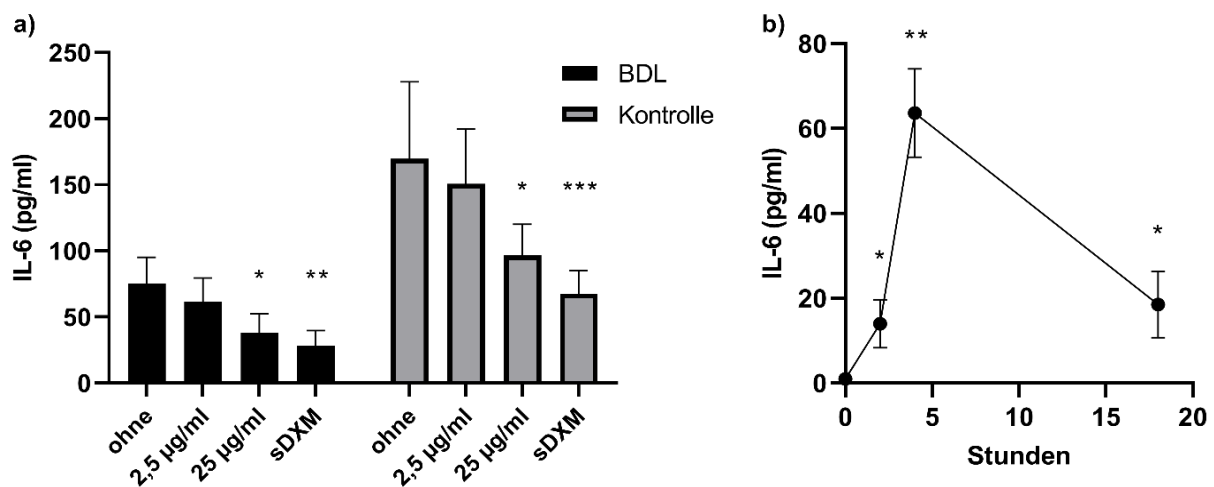 a)
IL-6 (pg/ml)
250
200
150
100
50
0
BDL
Kontrolle
* ** * ***
ohne
2,5 µg/ml
25 µg/ml
sDXM
ohne
2,5 µg/ml
25 µg/ml
sDXM
b)
IL-6 (pg/ml)
80
60
40
20
0
**
*
*
0 5 10 15 20
Stunden